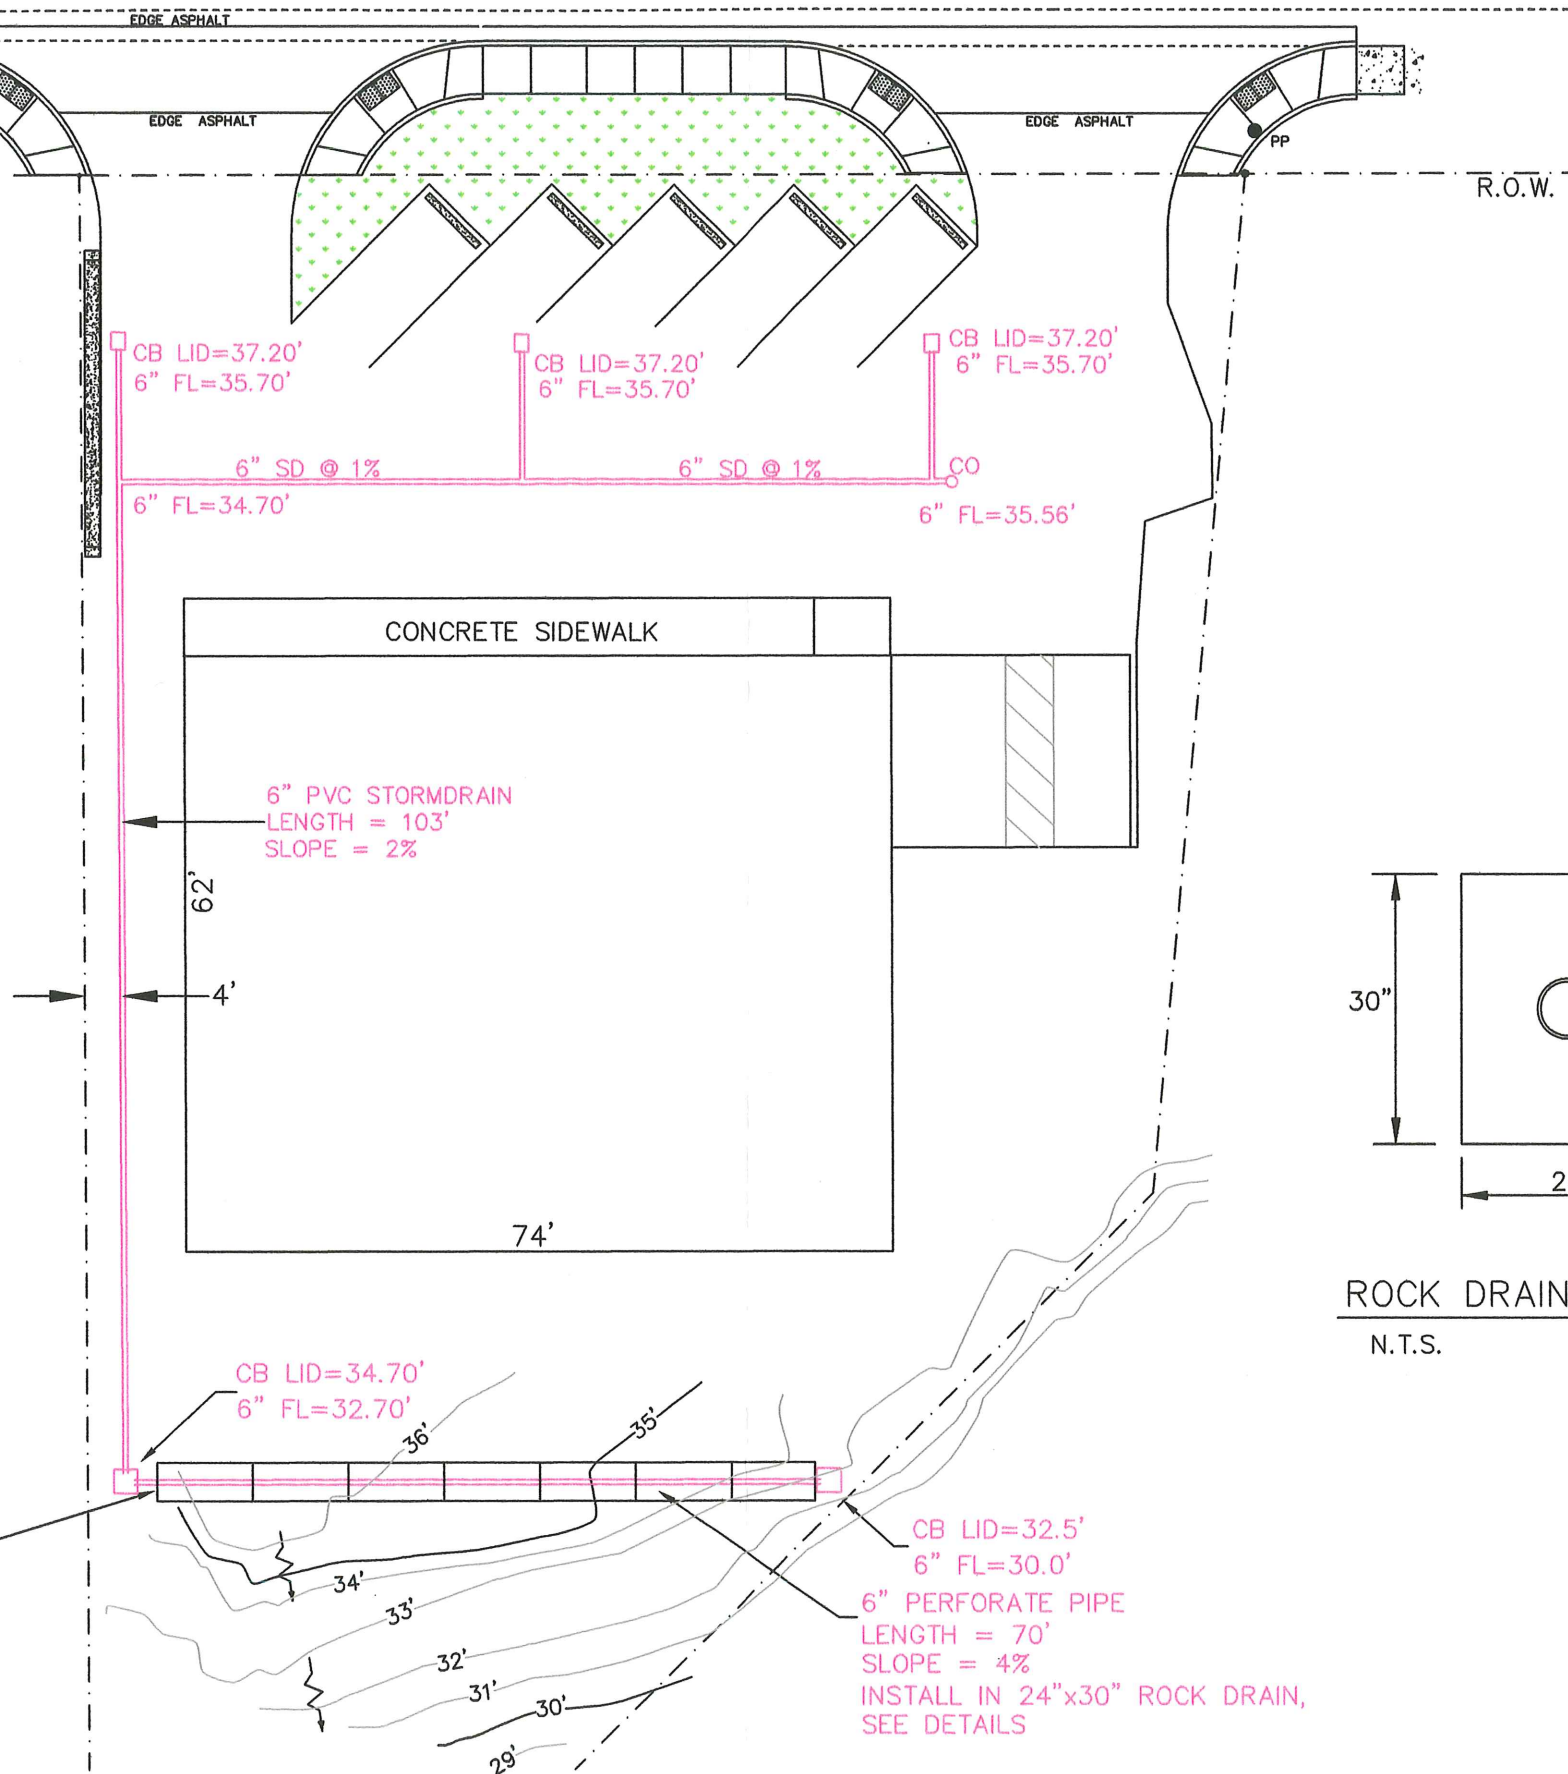 EDGE ASPHALT
EDGE ASPHALT
EDGE ASPHALT
PP
R.O.W.
CB LID=37.20'
6" FL=35.70'
CB LID=37.20'
6" FL=35.70'
CB LID=37.20'
6" FL=35.70'
6" SD @ 1%
6" SD @ 1%
CO
6" FL=34.70'
6" FL=35.56'
CONCRETE SIDEWALK
6" PVC STORMDRAIN
LENGTH = 103'
SLOPE = 2%
62'
4'
30"
2
74'
ROCK DRAIN
N.T.S.
CB LID=34.70'
6" FL=32.70'
36'
35'
34'
33'
32'
31'
30'
29'
CB LID=32.5'
6" FL=30.0'
6" PERFORATE PIPE
LENGTH = 70'
SLOPE = 4%
INSTALL IN 24"x30" ROCK DRAIN,
SEE DETAILS